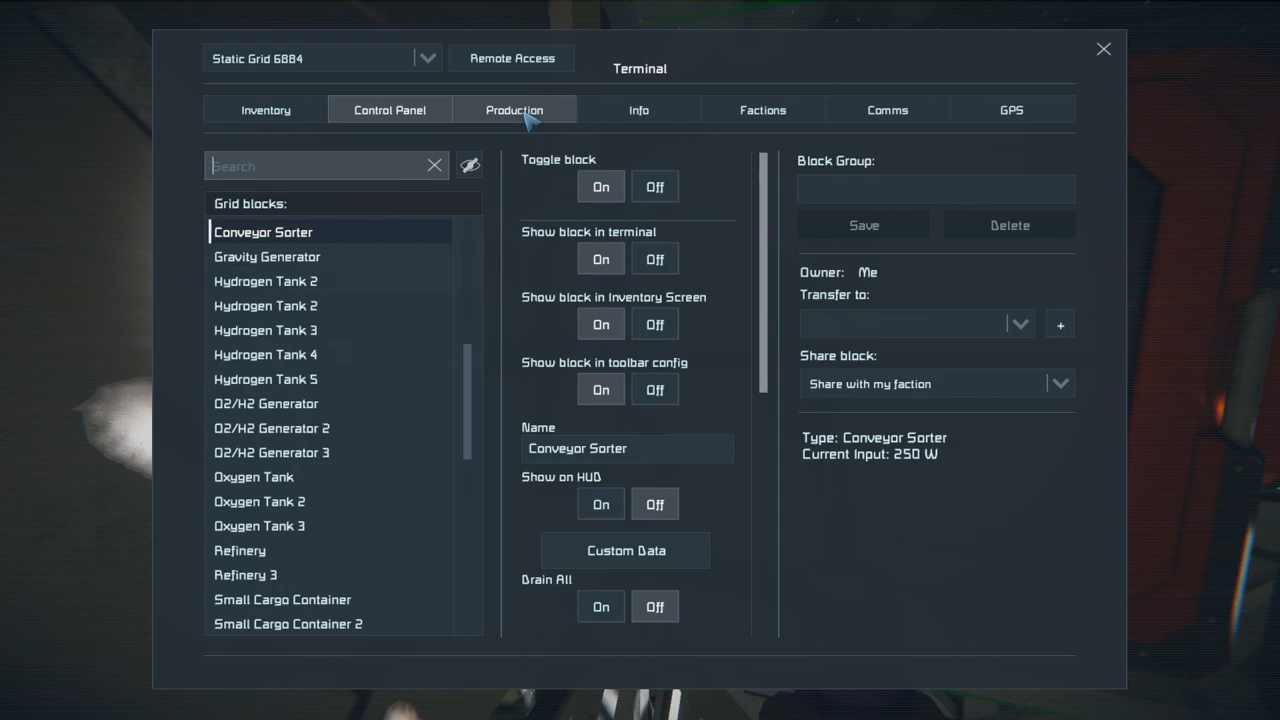 Static Grid 6884
Remote Access
Terminal
Inventory
Control Panel
Production
Info
Factions
Comms
GPS
Search
Grid blocks:
Conveyor Sorter
Gravity Generator
Hydrogen Tank 2
Hydrogen Tank 2
Hydrogen Tank 3
Hydrogen Tank 4
Hydrogen Tank 5
O2/H2 Generator
O2/H2 Generator 2
O2/H2 Generator 3
Oxygen Tank
Oxygen Tank 2
Oxygen Tank 3
Refinery
Refinery 3
Small Cargo Container
Small Cargo Container 2
Toggle block
On Off
Show block in terminal
On Off
Show block in Inventory Screen
On Off
Show block in toolbar config
On Off
Name
Conveyor Sorter
Show on HUD
On Off
Custom Data
Drain All
On Off
Block Group:
Save Delete
Owner: Me
Transfer to:
+
Share block:
Share with my faction
Type: Conveyor Sorter
Current Input: 250 W